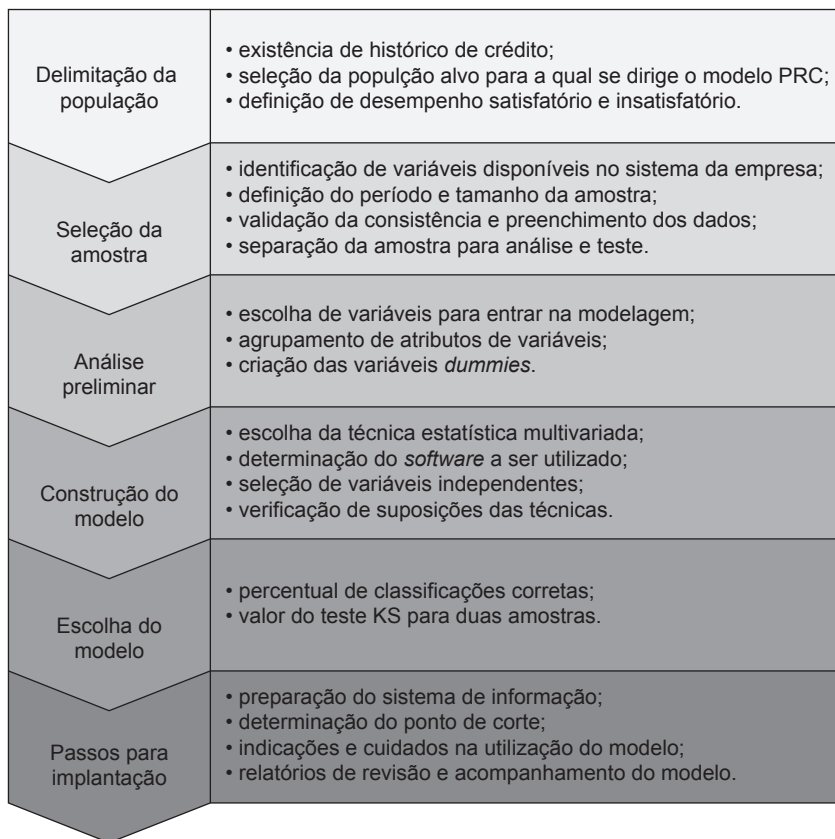 Delimitação da
população
• existência de histórico de crédito;
• seleção da populção alvo para a qual se dirige o modelo PRC;
• definição de desempenho satisfatório e insatisfatório.
Seleção da
amostra
• identificação de variáveis disponíveis no sistema da empresa;
• definição do período e tamanho da amostra;
• validação da consistência e preenchimento dos dados;
• separação da amostra para análise e teste.
Análise
preliminar
• escolha de variáveis para entrar na modelagem;
• agrupamento de atributos de variáveis;
• criação das variáveis dummies.
Construção do
modelo
• escolha da técnica estatística multivariada;
• determinação do software a ser utilizado;
• seleção de variáveis independentes;
• verificação de suposições das técnicas.
Escolha do
modelo
• percentual de classificações corretas;
• valor do teste KS para duas amostras.
Passos para
implantação
• preparação do sistema de informação;
• determinação do ponto de corte;
• indicações e cuidados na utilização do modelo;
• relatórios de revisão e acompanhamento do modelo.